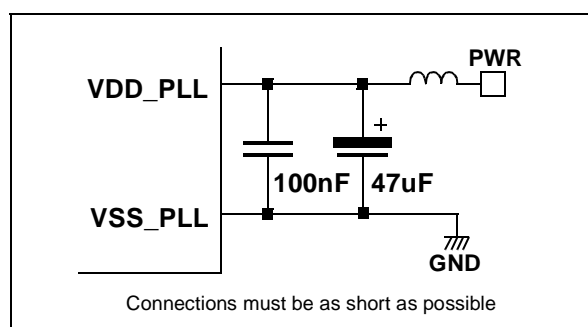 PWR
VDD_PLL
+
100nF 47uF
VSS_PLL
GND
Connections must be as short as possible